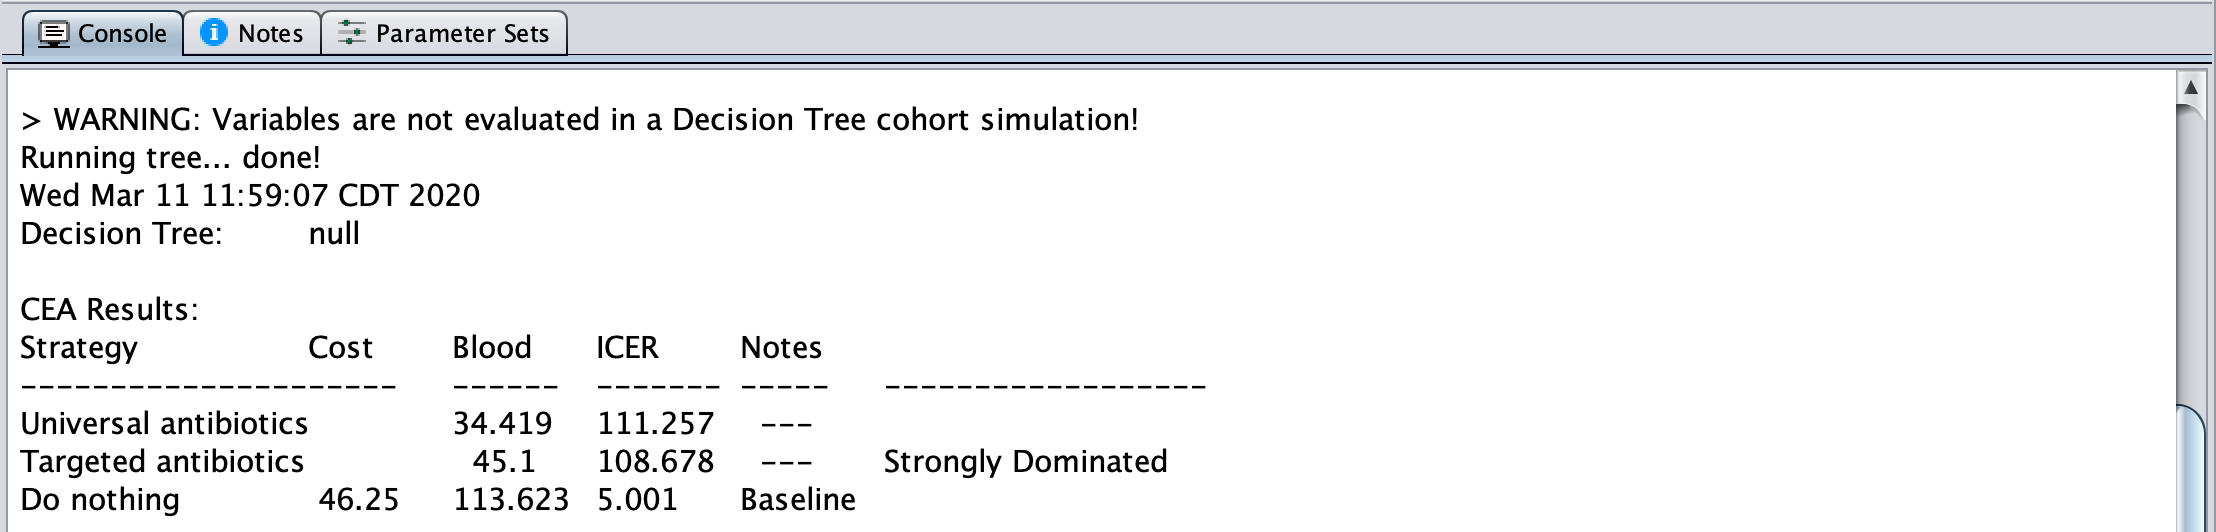 Console Notes Parameter Sets
> WARNING: Variables are not evaluated in a Decision Tree cohort simulation!
Running tree... done!
Wed Mar 11 11:59:07 CDT 2020
Decision Tree: null
CEA Results:
Strategy Cost Blood ICER Notes
--------------------- ------ ------- ----- ------------------
Universal antibiotics 34.419 111.257 ---
Targeted antibiotics 45.1 108.678 --- Strongly Dominated
Do nothing 46.25 113.623 5.001 Baseline